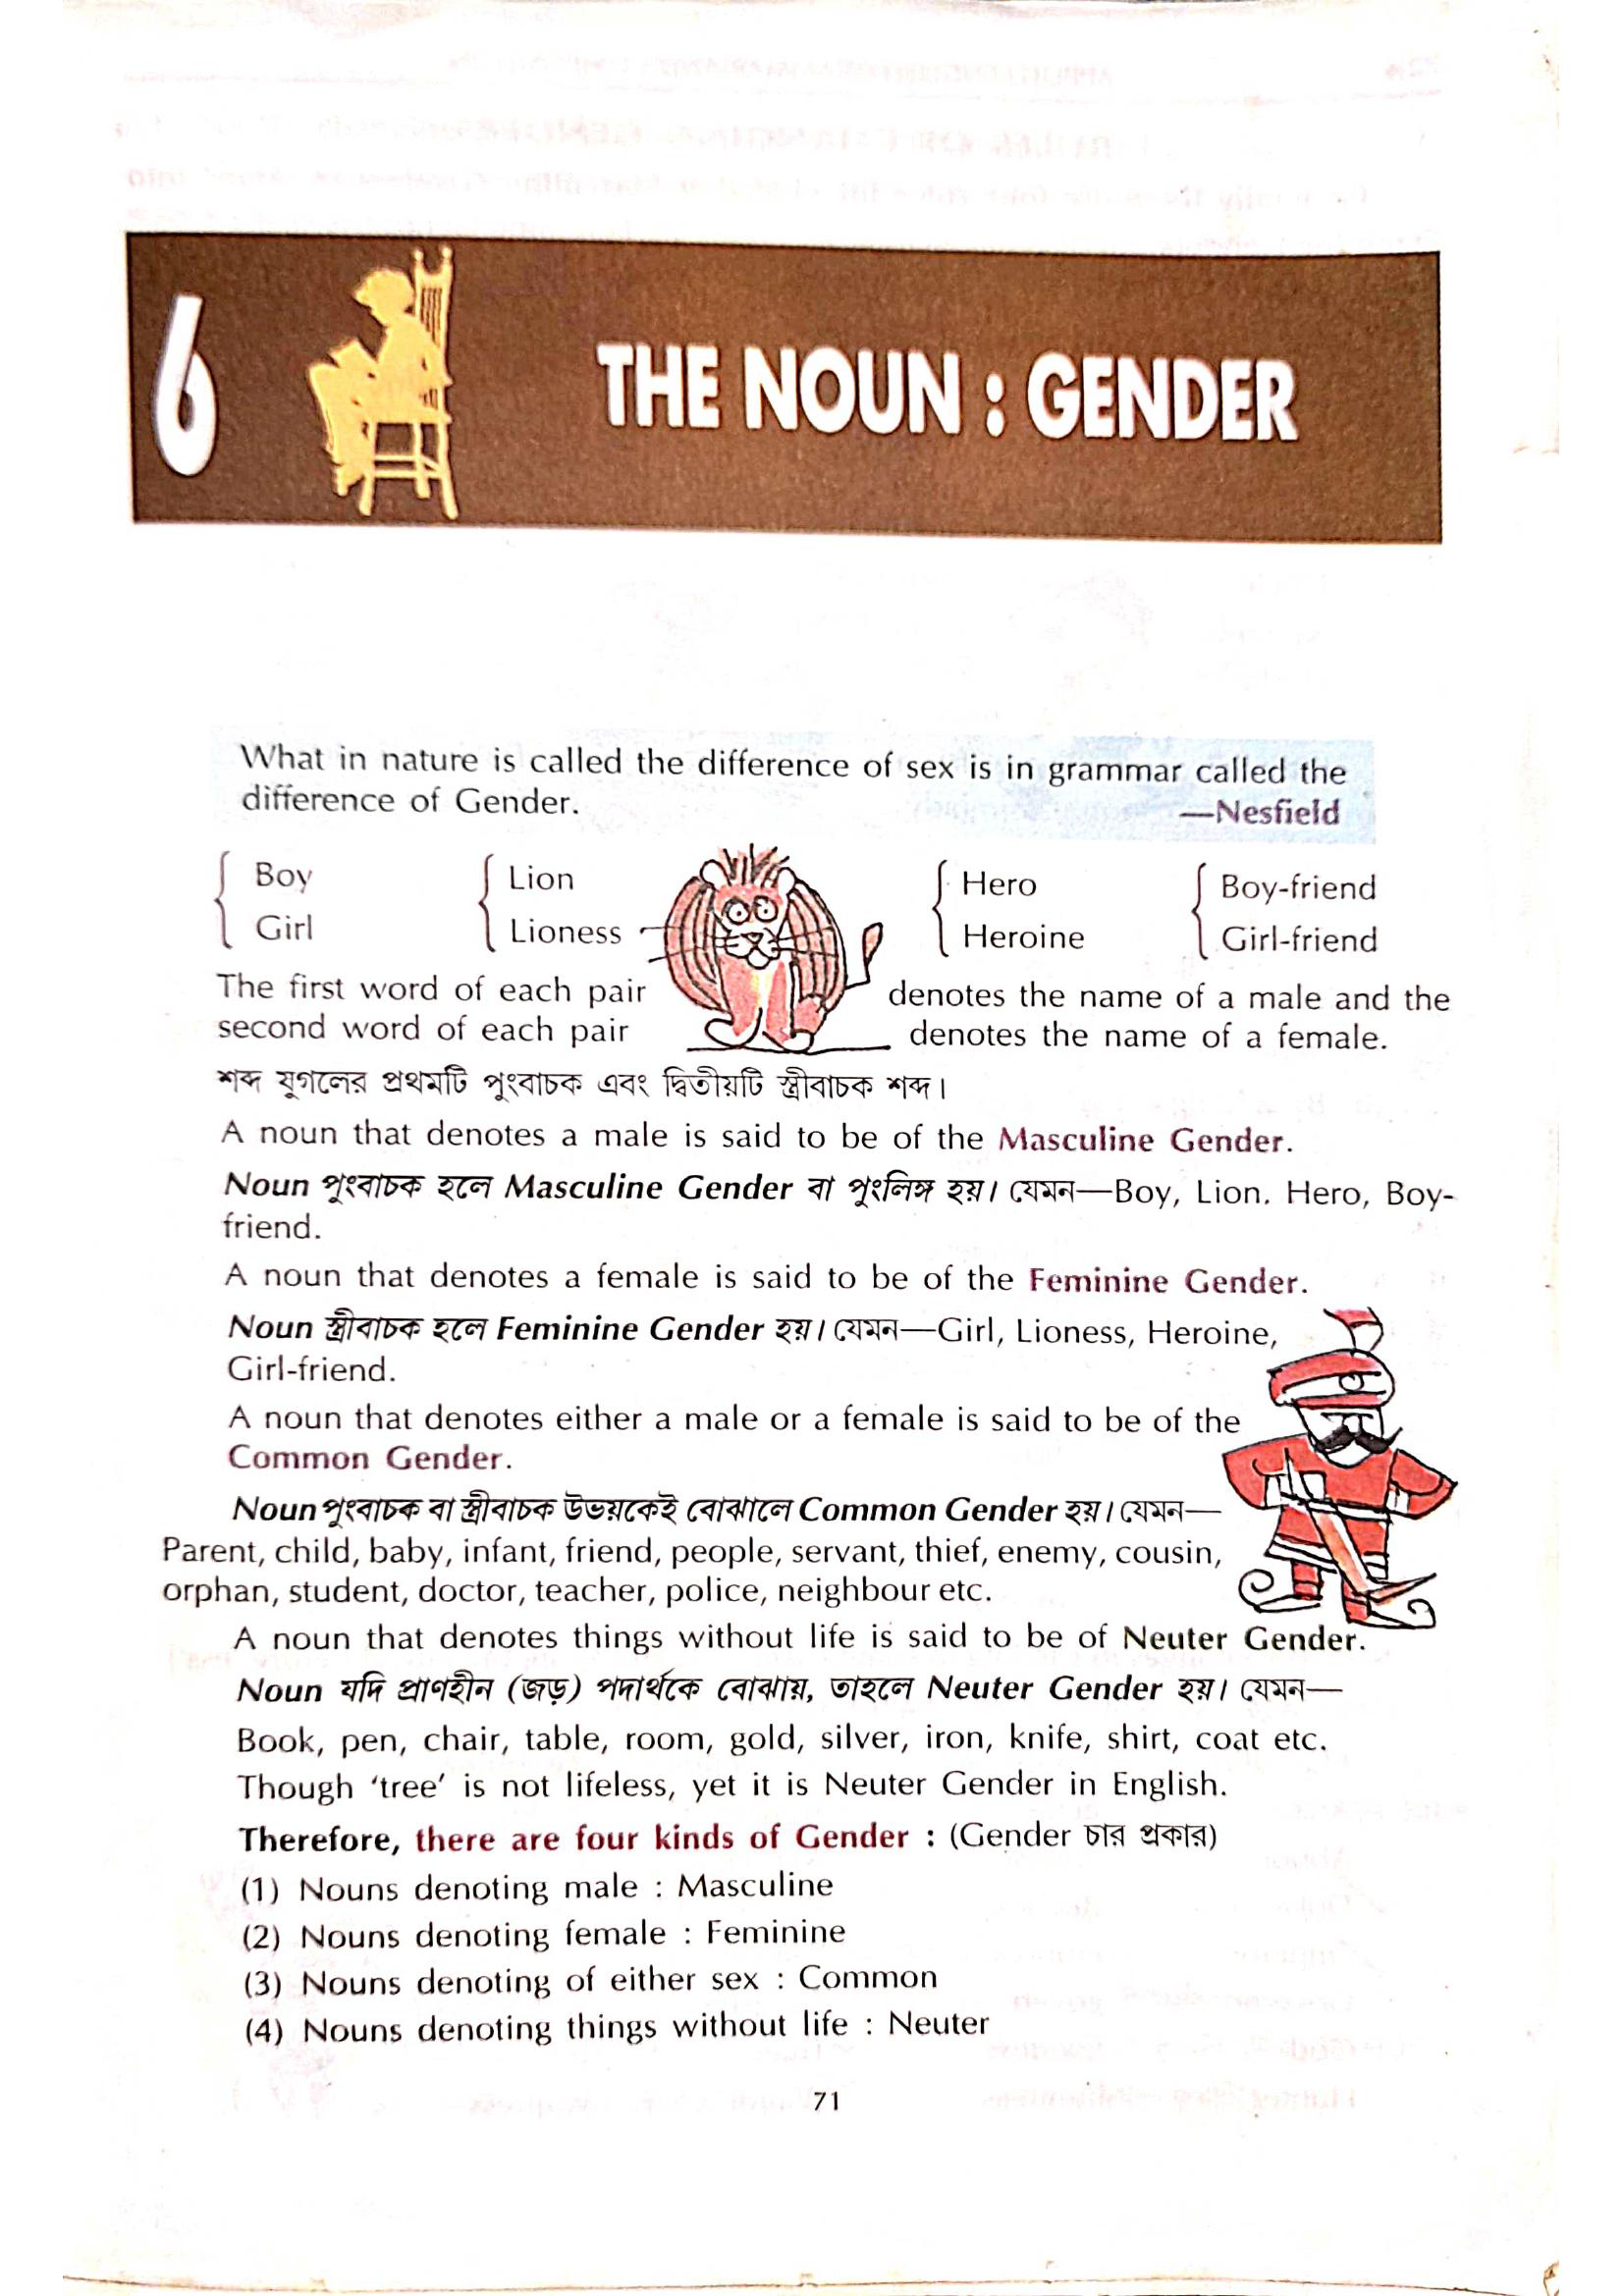 6
THE NOUN : GENDER
What in nature is called the difference of sex is in grammar called the
difference of Gender.
—Nesfield
Boy Lion Hero Boy-friend
Girl Lioness Heroine Girl-friend
The first word of each pair denotes the name of a male and the
second word of each pair denotes the name of a female.
শব্দ যুগলের প্রথমটি পুংবাচক এবং দ্বিতীয়টি স্ত্রীবাচক শব্দ।
A noun that denotes a male is said to be of the Masculine Gender.
Noun পুংবাচক হলে Masculine Gender বা পুংলিঙ্গ হয়। যেমন—Boy, Lion. Hero, Boy-
friend.
A noun that denotes a female is said to be of the Feminine Gender.
Noun স্ত্রীবাচক হলে Feminine Gender হয়। যেমন—Girl, Lioness, Heroine,
Girl-friend.
A noun that denotes either a male or a female is said to be of the
Common Gender.
Noun পুংবাচক বা স্ত্রীবাচক উভয়কেই বোঝালে Common Gender হয়। যেমন—
Parent, child, baby, infant, friend, people, servant, thief, enemy, cousin,
orphan, student, doctor, teacher, police, neighbour etc.
A noun that denotes things without life is said to be of Neuter Gender.
Noun যদি প্রাণহীন (জড়) পদার্থকে বোঝায়, তাহলে Neuter Gender হয়। যেমন—
Book, pen, chair, table, room, gold, silver, iron, knife, shirt, coat etc.
Though ‘tree’ is not lifeless, yet it is Neuter Gender in English.
Therefore, there are four kinds of Gender : (Gender চার প্রকার)
(1) Nouns denoting male : Masculine
(2) Nouns denoting female : Feminine
(3) Nouns denoting of either sex : Common
(4) Nouns denoting things without life : Neuter
71